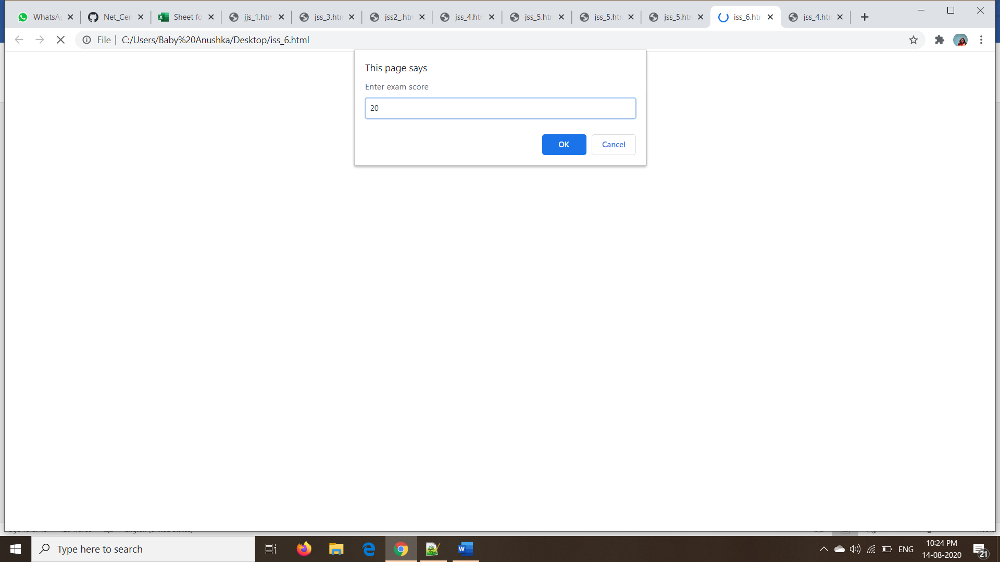 WhatsA
Net_Cen
Sheet fo
jjs_1.htm
jss_3.htm
jss2_.htm
jss_4.htm
jss_5.htm
jss_5.htm
jss_5.htm
iss_6.htm
jss_4.htm
File
C:/Users/Baby%20Anushka/Desktop/iss_6.html
This page says
Enter exam score
20
OK
Cancel
Type here to search
ENG
10:24 PM
14-08-2020
21